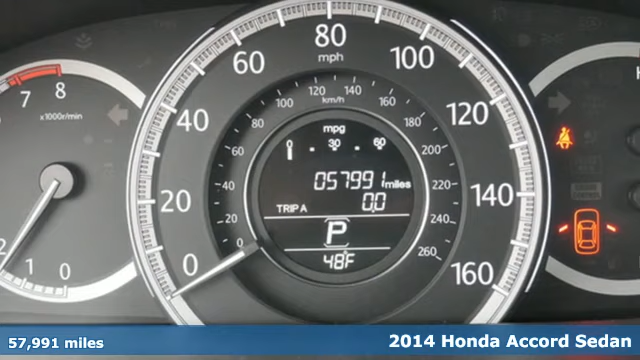 80
mph
60
100
40
120
20
140
0
160
7
8
x1000r/min
2
1
0
100
120
140
160
km/h
80
180
60
200
40
220
20
240
0
260
mpg
0
30
60
057991 miles
TRIP A
0.0
P
48F
H
57,991 miles
2014 Honda Accord Sedan